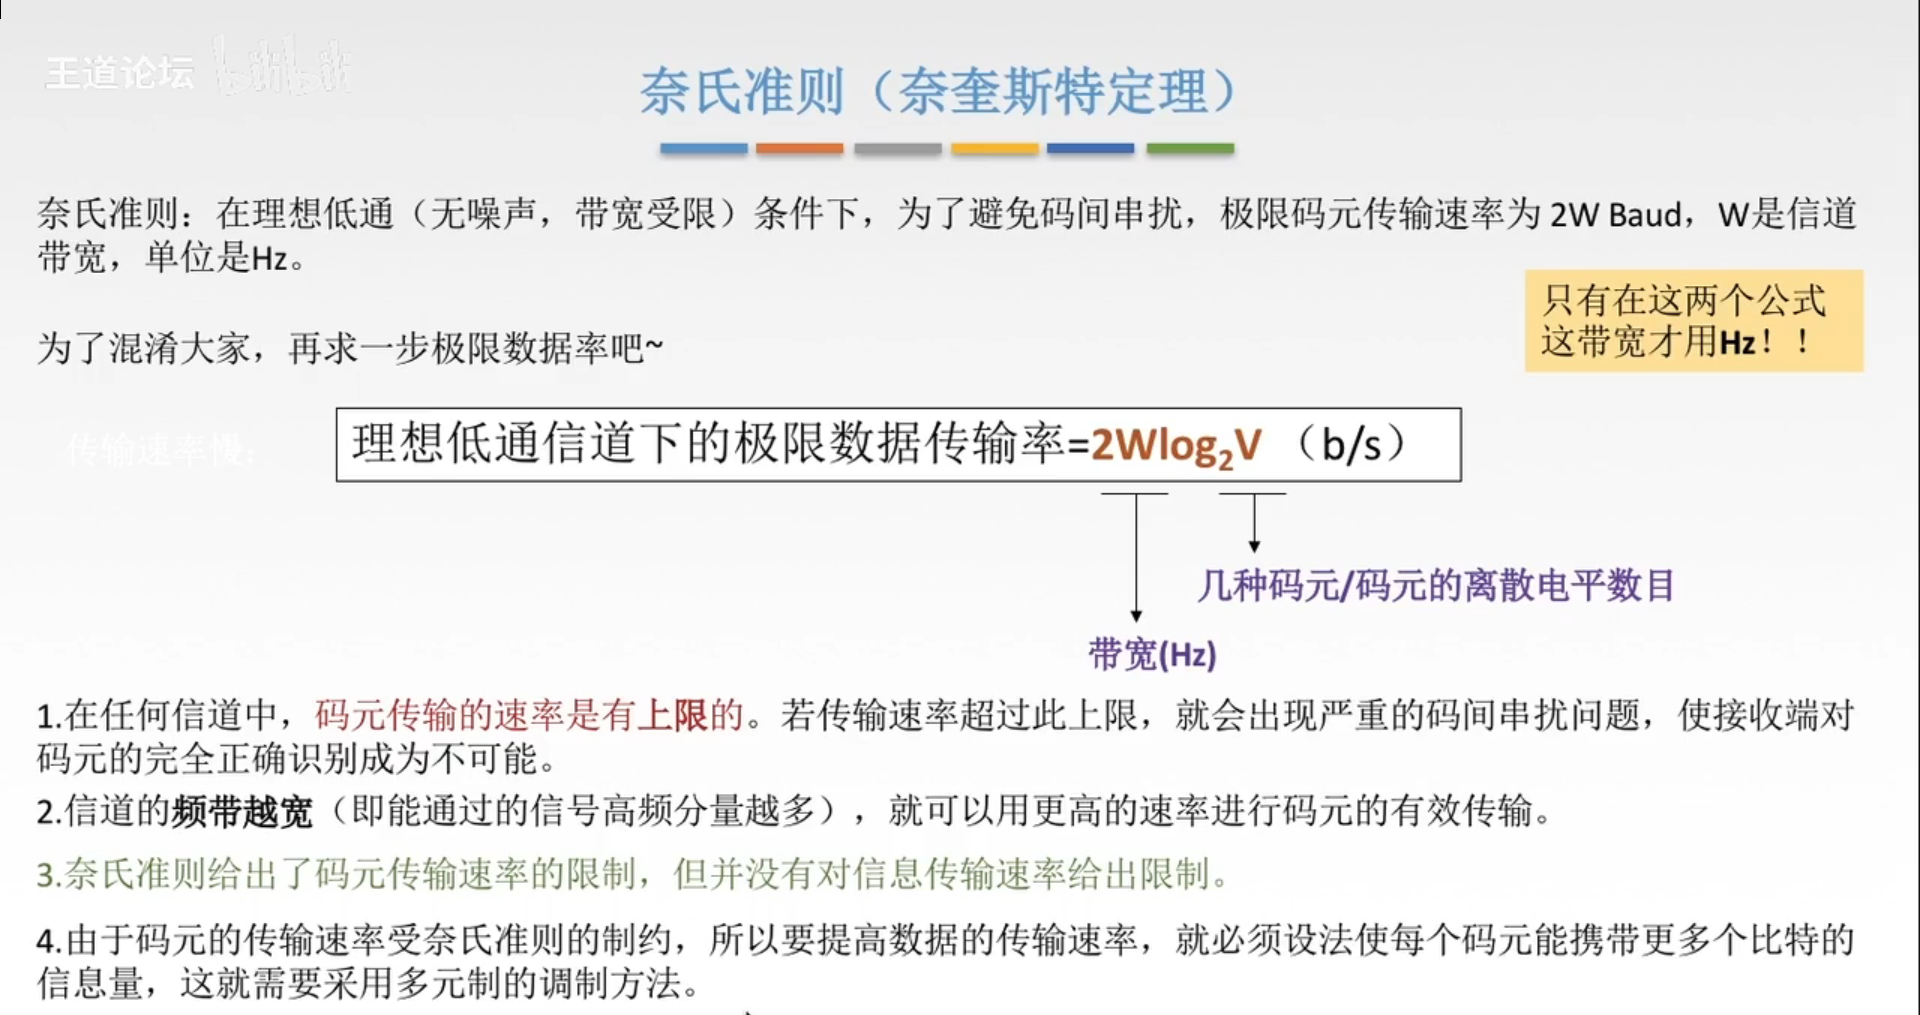 王道论坛 bilibili
奈氏准则（奈奎斯特定理）
奈氏准则：在理想低通（无噪声，带宽受限）条件下，为了避免码间串扰，极限码元传输速率为 2W Baud，W是信道
带宽，单位是Hz。
只有在这两个公式
这带宽才用Hz！！
为了混淆大家，再求一步极限数据率吧~
传输速率慢：
理想低通信道下的极限数据传输率=2Wlog₂V （b/s）
几种码元/码元的离散电平数目
带宽(Hz)
1.在任何信道中，码元传输的速率是有上限的。若传输速率超过此上限，就会出现严重的码间串扰问题，使接收端对
码元的完全正确识别成为不可能。
2.信道的频带越宽（即能通过的信号高频分量越多），就可以用更高的速率进行码元的有效传输。
3.奈氏准则给出了码元传输速率的限制，但并没有对信息传输速率给出限制。
4.由于码元的传输速率受奈氏准则的制约，所以要提高数据的传输速率，就必须设法使每个码元能携带更多个比特的
信息量，这就需要采用多元制的调制方法。